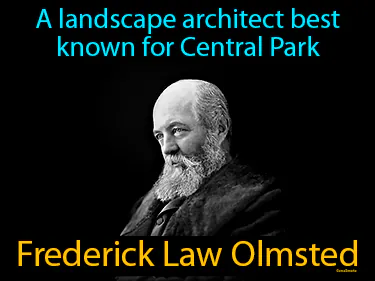 A landscape architect best
known for Central Park
Frederick Law Olmsted